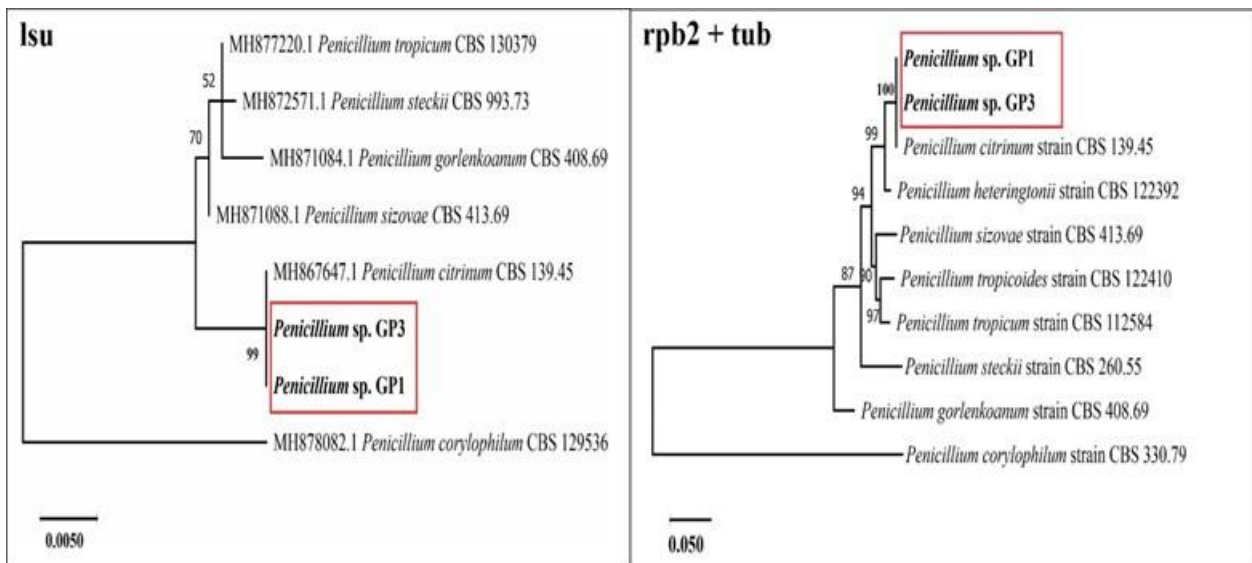 lsu
MH877220.1 Penicillium tropicum CBS 130379
52
MH872571.1 Penicillium steckii CBS 993.73
70
MH871084.1 Penicillium gorlenkoanum CBS 408.69
MH871088.1 Penicillium sizovae CBS 413.69
MH867647.1 Penicillium citrinum CBS 139.45
Penicillium sp. GP3
99
Penicillium sp. GP1
MH878082.1 Penicillium corylophilum CBS 129536
0.0050
rpb2 + tub
Penicillium sp. GP1
100
Penicillium sp. GP3
99
Penicillium citrinum strain CBS 139.45
Penicillium heteringtonii strain CBS 122392
94
Penicillium sizovae strain CBS 413.69
87
90
Penicillium tropicoides strain CBS 122410
97
Penicillium tropicum strain CBS 112584
Penicillium steckii strain CBS 260.55
Penicillium gorlenkoanum strain CBS 408.69
Penicillium corylophilum strain CBS 330.79
0.050